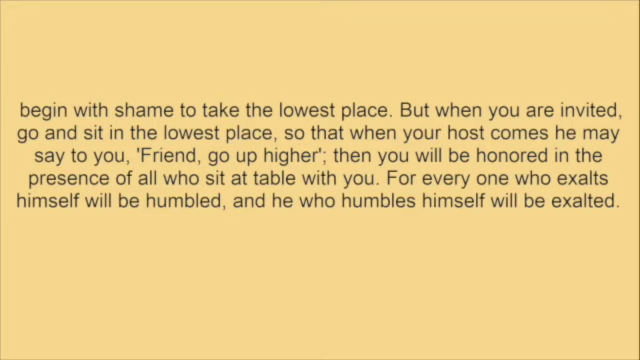 begin with shame to take the lowest place. But when you are invited,
go and sit in the lowest place, so that when your host comes he may
say to you, 'Friend, go up higher'; then you will be honored in the
presence of all who sit at table with you. For every one who exalts
himself will be humbled, and he who humbles himself will be exalted.